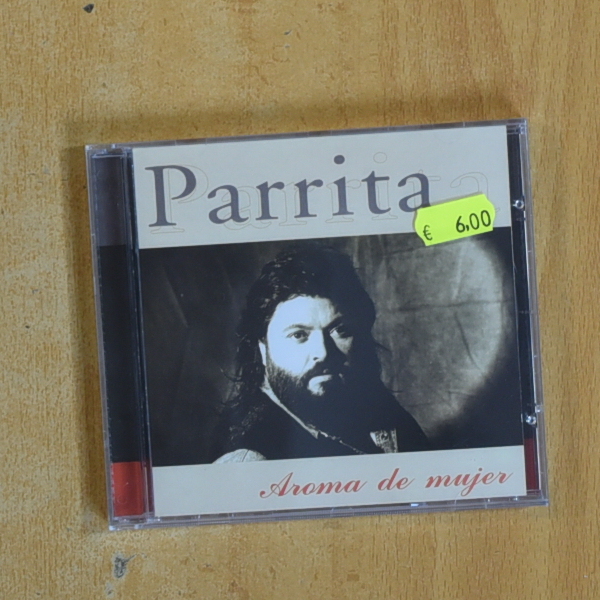 Parrita
€ 6,00
Aroma de mujer